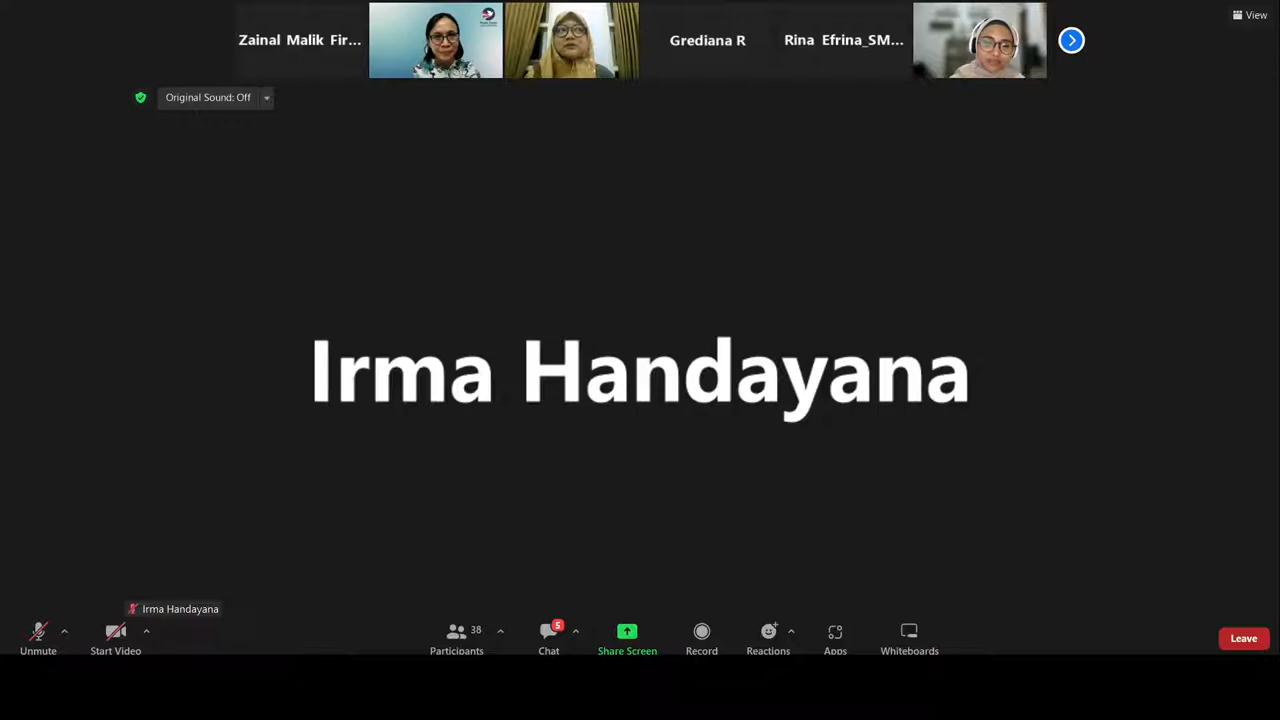 View
Zainal Malik Fir...
Grediana R
Rina Efrina_SM...
Original Sound: Off
Irma Handayana
Irma Handayana
38
5
Unmute
Start Video
Participants
Chat
Share Screen
Record
Reactions
Apps
Whiteboards
Leave